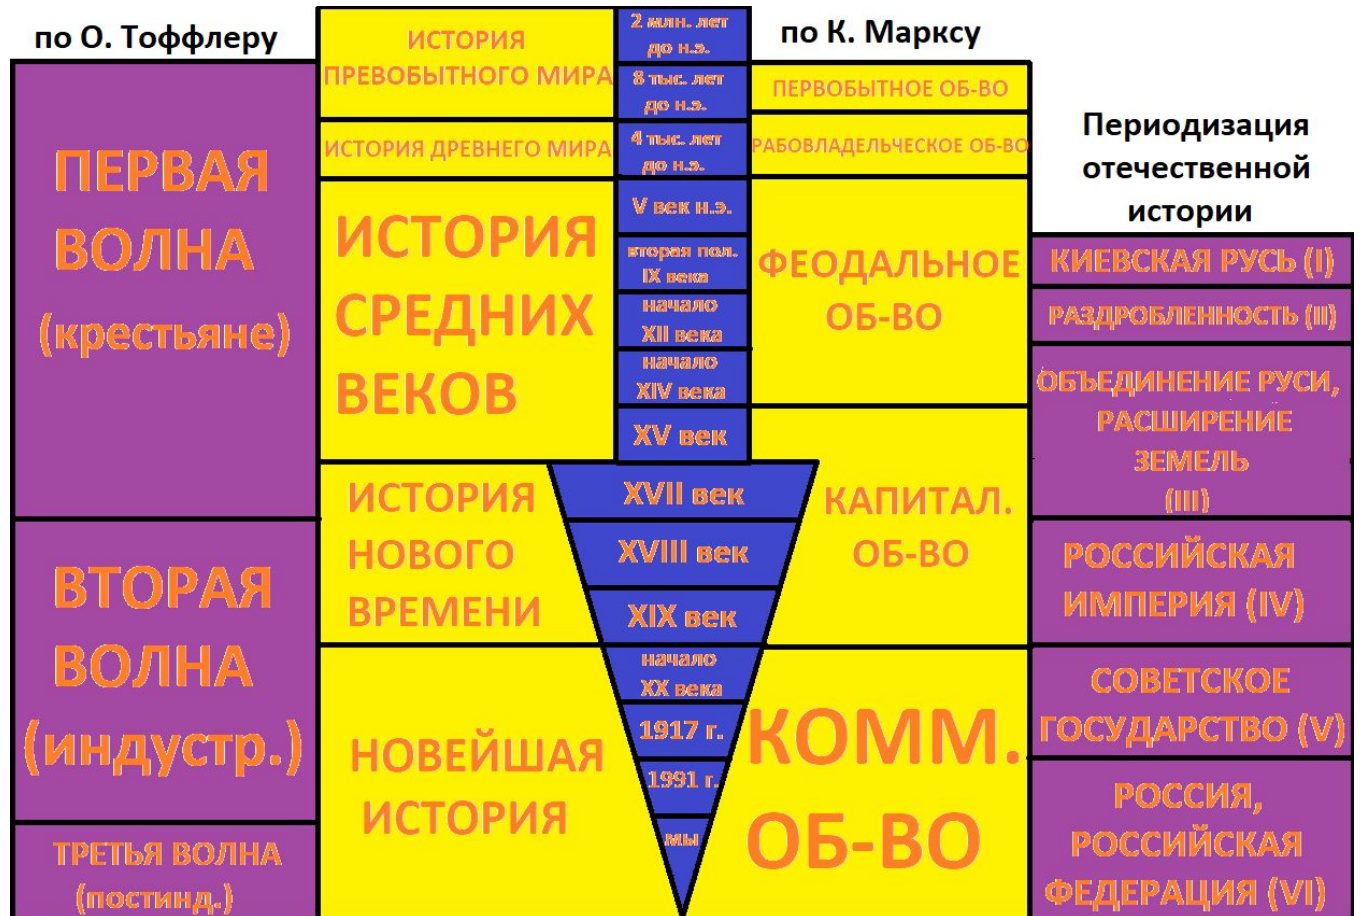 по О. Тоффлеру
ПЕРВАЯ
ВОЛНА
(крестьяне)
ВТОРАЯ
ВОЛНА
(индустр.)
ТРЕТЬЯ ВОЛНА
(постинд.)
ИСТОРИЯ
ПРЕВОБЫТНОГО МИРА
ИСТОРИЯ ДРЕВНЕГО МИРА
ИСТОРИЯ
СРЕДНИХ
ВЕКОВ
ИСТОРИЯ
НОВОГО
ВРЕМЕНИ
НОВЕЙШАЯ
ИСТОРИЯ
2 млн. лет
до н.э.
8 тыс. лет
до н.э.
4 тыс. лет
до н.э.
V век н.э.
вторая пол.
IX века
начало
XII века
начало
XIV века
XV век
XVII век
XVIII век
XIX век
начало
XX века
1917 г.
1991 г.
мы
по К. Марксу
ПЕРВОБЫТНОЕ ОБ-ВО
РАБОВЛАДЕЛЬЧЕСКОЕ ОБ-ВО
ФЕОДАЛЬНОЕ
ОБ-ВО
КАПИТАЛ.
ОБ-ВО
КОММ.
ОБ-ВО
Периодизация
отечественной
истории
КИЕВСКАЯ РУСЬ (I)
РАЗДРОБЛЕННОСТЬ (II)
ОБЪЕДИНЕНИЕ РУСИ,
РАСШИРЕНИЕ
ЗЕМЕЛЬ
(III)
РОССИЙСКАЯ
ИМПЕРИЯ (IV)
СОВЕТСКОЕ
ГОСУДАРСТВО (V)
РОССИЯ,
РОССИЙСКАЯ
ФЕДЕРАЦИЯ (VI)